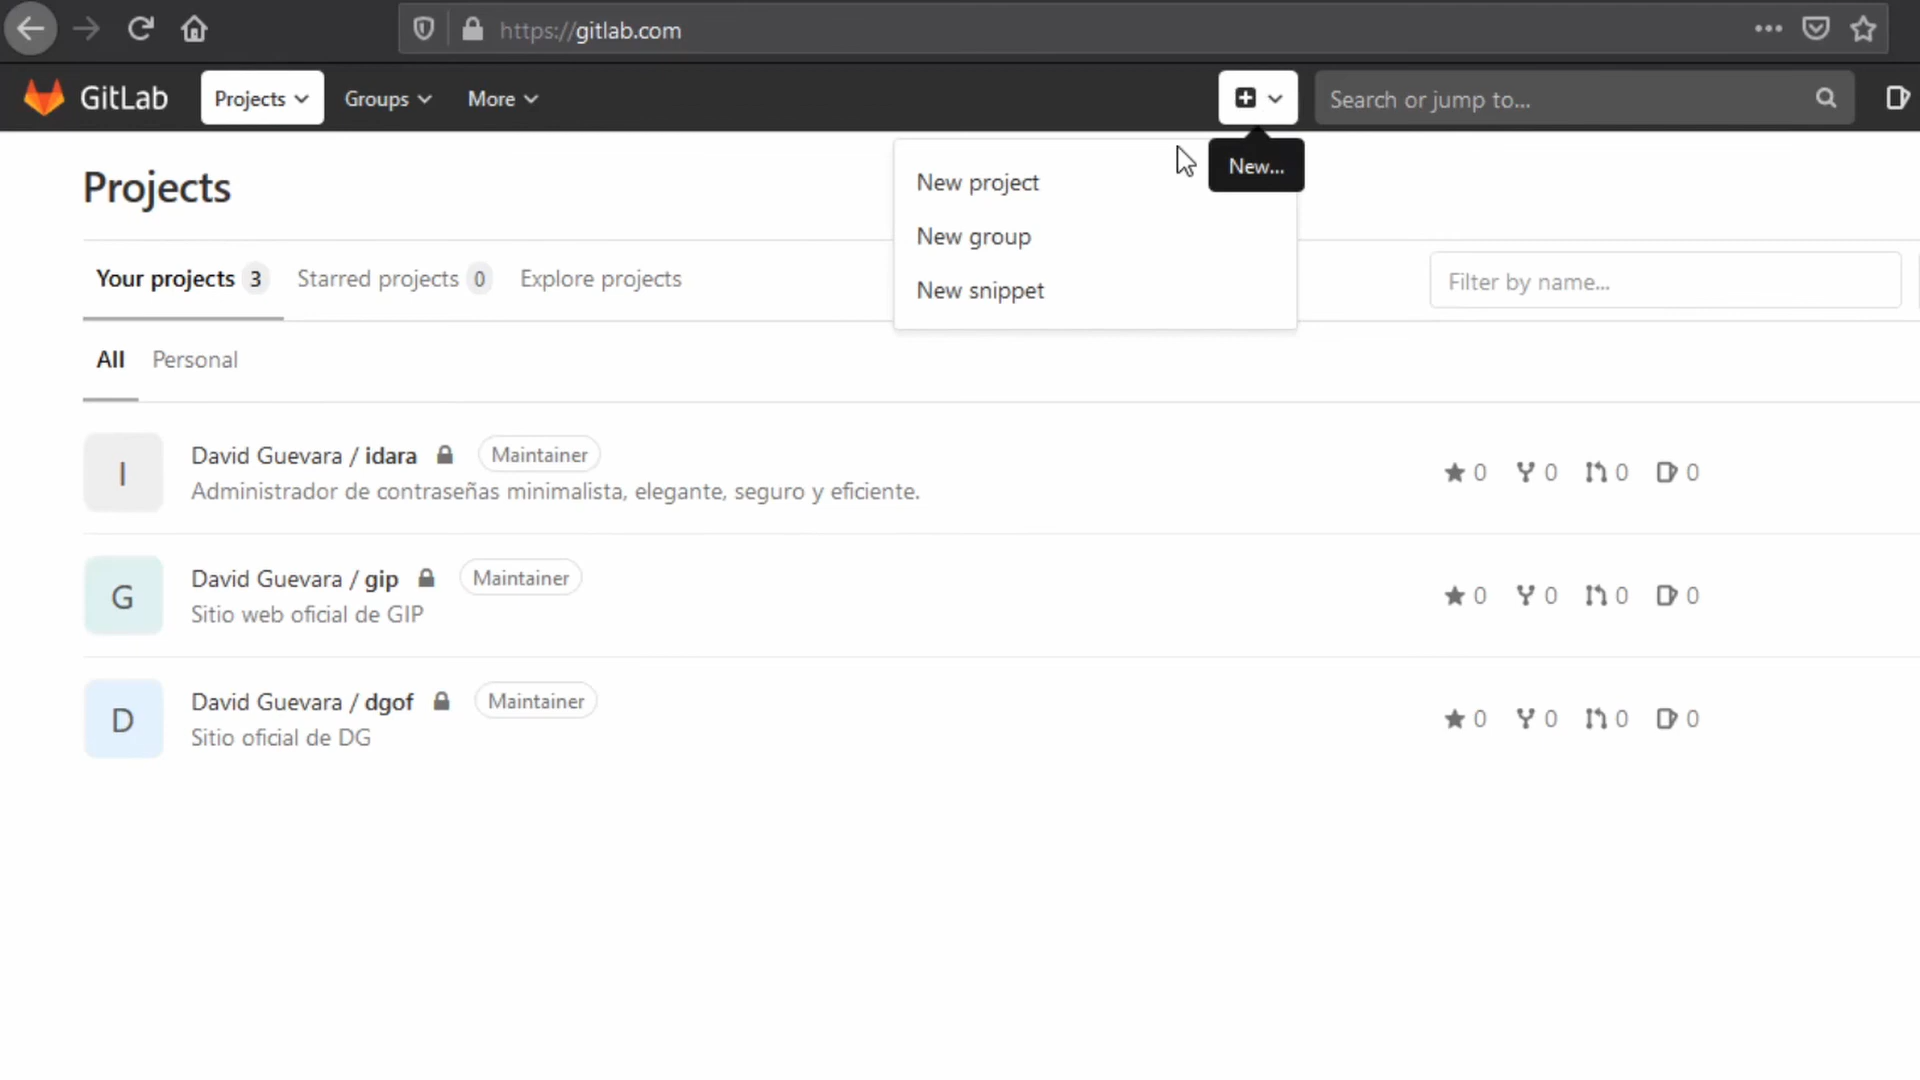 https://gitlab.com
GitLab Projects Groups More Search or jump to...
New...
Projects
New project
New group
New snippet
Your projects 3 Starred projects 0 Explore projects Filter by name...
All Personal
I David Guevara / idara Maintainer 0 0 0 0
Administrador de contraseñas minimalista, elegante, seguro y eficiente.
G David Guevara / gip Maintainer 0 0 0 0
Sitio web oficial de GIP
D David Guevara / dgof Maintainer 0 0 0 0
Sitio oficial de DG